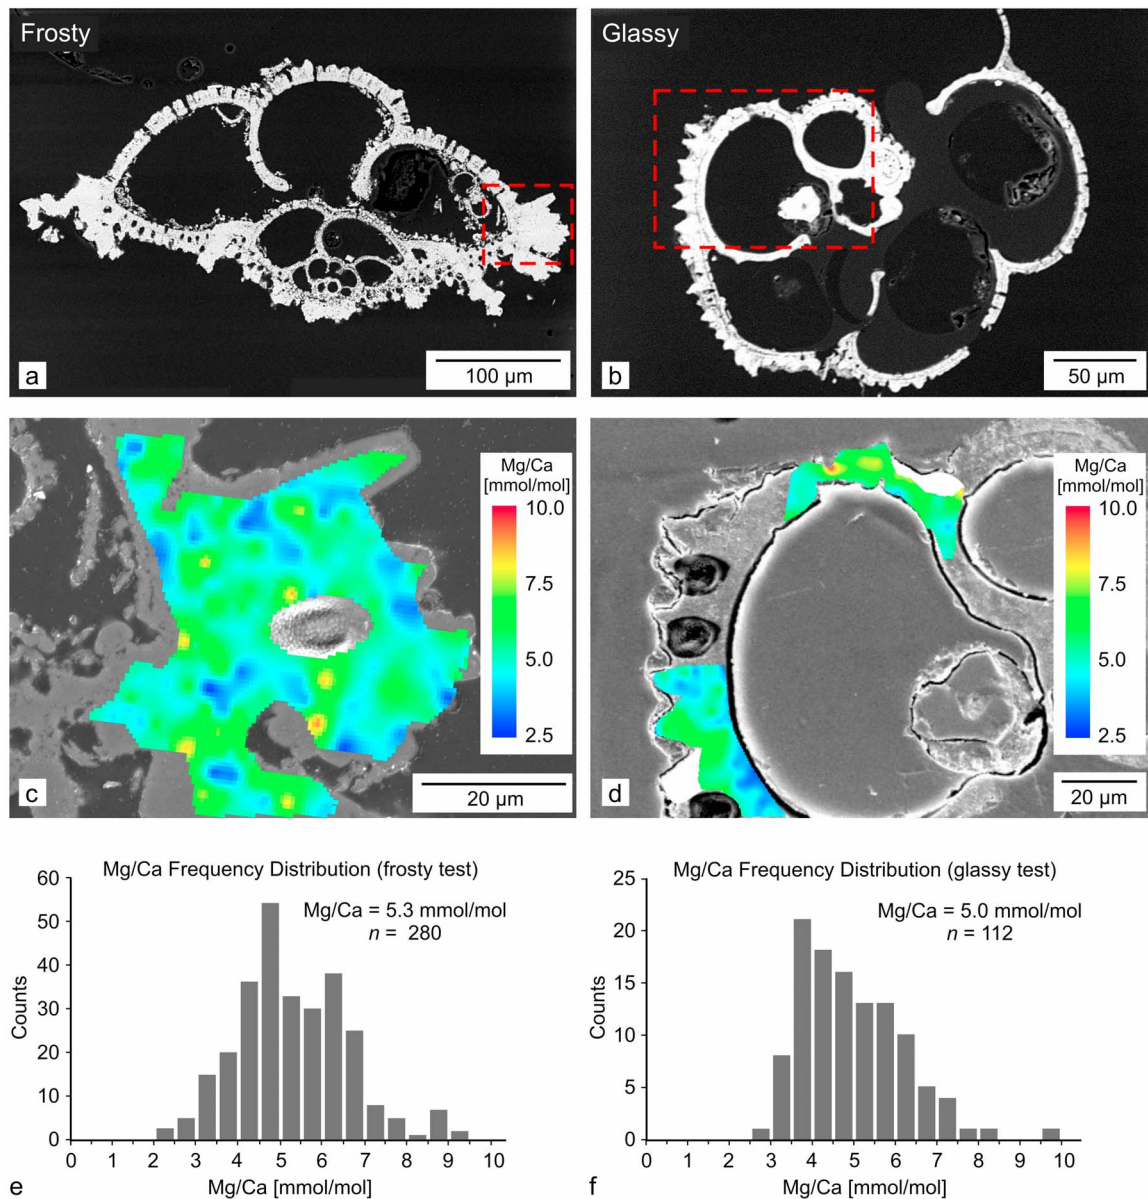 Frosty
100 µm
a
Glassy
50 µm
b
Mg/Ca
[mmol/mol]
10.0
7.5
5.0
2.5
20 µm
c
Mg/Ca
[mmol/mol]
10.0
7.5
5.0
2.5
20 µm
d
Mg/Ca Frequency Distribution (frosty test)
Mg/Ca = 5.3 mmol/mol
n = 280
Counts
60
50
40
30
20
10
0
0 1 2 3 4 5 6 7 8 9 10
Mg/Ca [mmol/mol]
e
Mg/Ca Frequency Distribution (glassy test)
Mg/Ca = 5.0 mmol/mol
n = 112
Counts
25
20
15
10
5
0
0 1 2 3 4 5 6 7 8 9 10
Mg/Ca [mmol/mol]
f